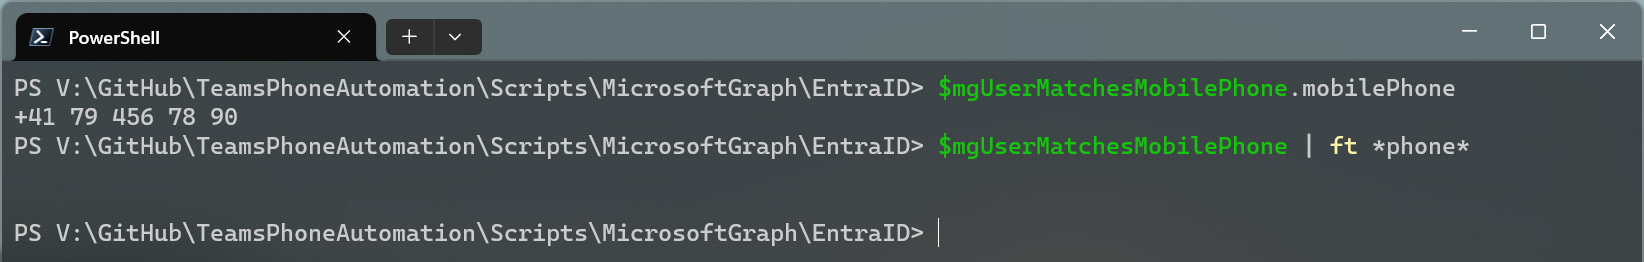 PowerShell
PS V:\GitHub\TeamsPhoneAutomation\Scripts\MicrosoftGraph\EntraID> $mgUserMatchesMobilePhone.mobilePhone
+41 79 456 78 90
PS V:\GitHub\TeamsPhoneAutomation\Scripts\MicrosoftGraph\EntraID> $mgUserMatchesMobilePhone | ft *phone*
PS V:\GitHub\TeamsPhoneAutomation\Scripts\MicrosoftGraph\EntraID>